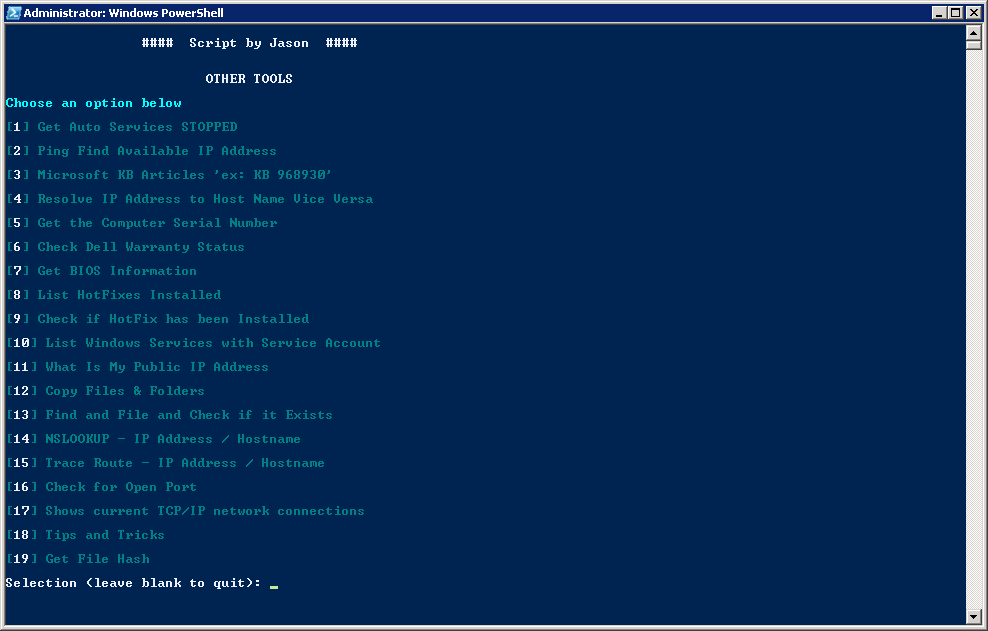 Administrator: Windows PowerShell
#### Script by Jason ####
OTHER TOOLS
Choose an option below
[1] Get Auto Services STOPPED
[2] Ping Find Available IP Address
[3] Microsoft KB Articles 'ex: KB 968930'
[4] Resolve IP Address to Host Name Vice Versa
[5] Get the Computer Serial Number
[6] Check Dell Warranty Status
[7] Get BIOS Information
[8] List HotFixes Installed
[9] Check if HotFix has been Installed
[10] List Windows Services with Service Account
[11] What Is My Public IP Address
[12] Copy Files & Folders
[13] Find and File and Check if it Exists
[14] NSLOOKUP - IP Address / Hostname
[15] Trace Route - IP Address / Hostname
[16] Check for Open Port
[17] Shows current TCP/IP network connections
[18] Tips and Tricks
[19] Get File Hash
Selection (leave blank to quit): _